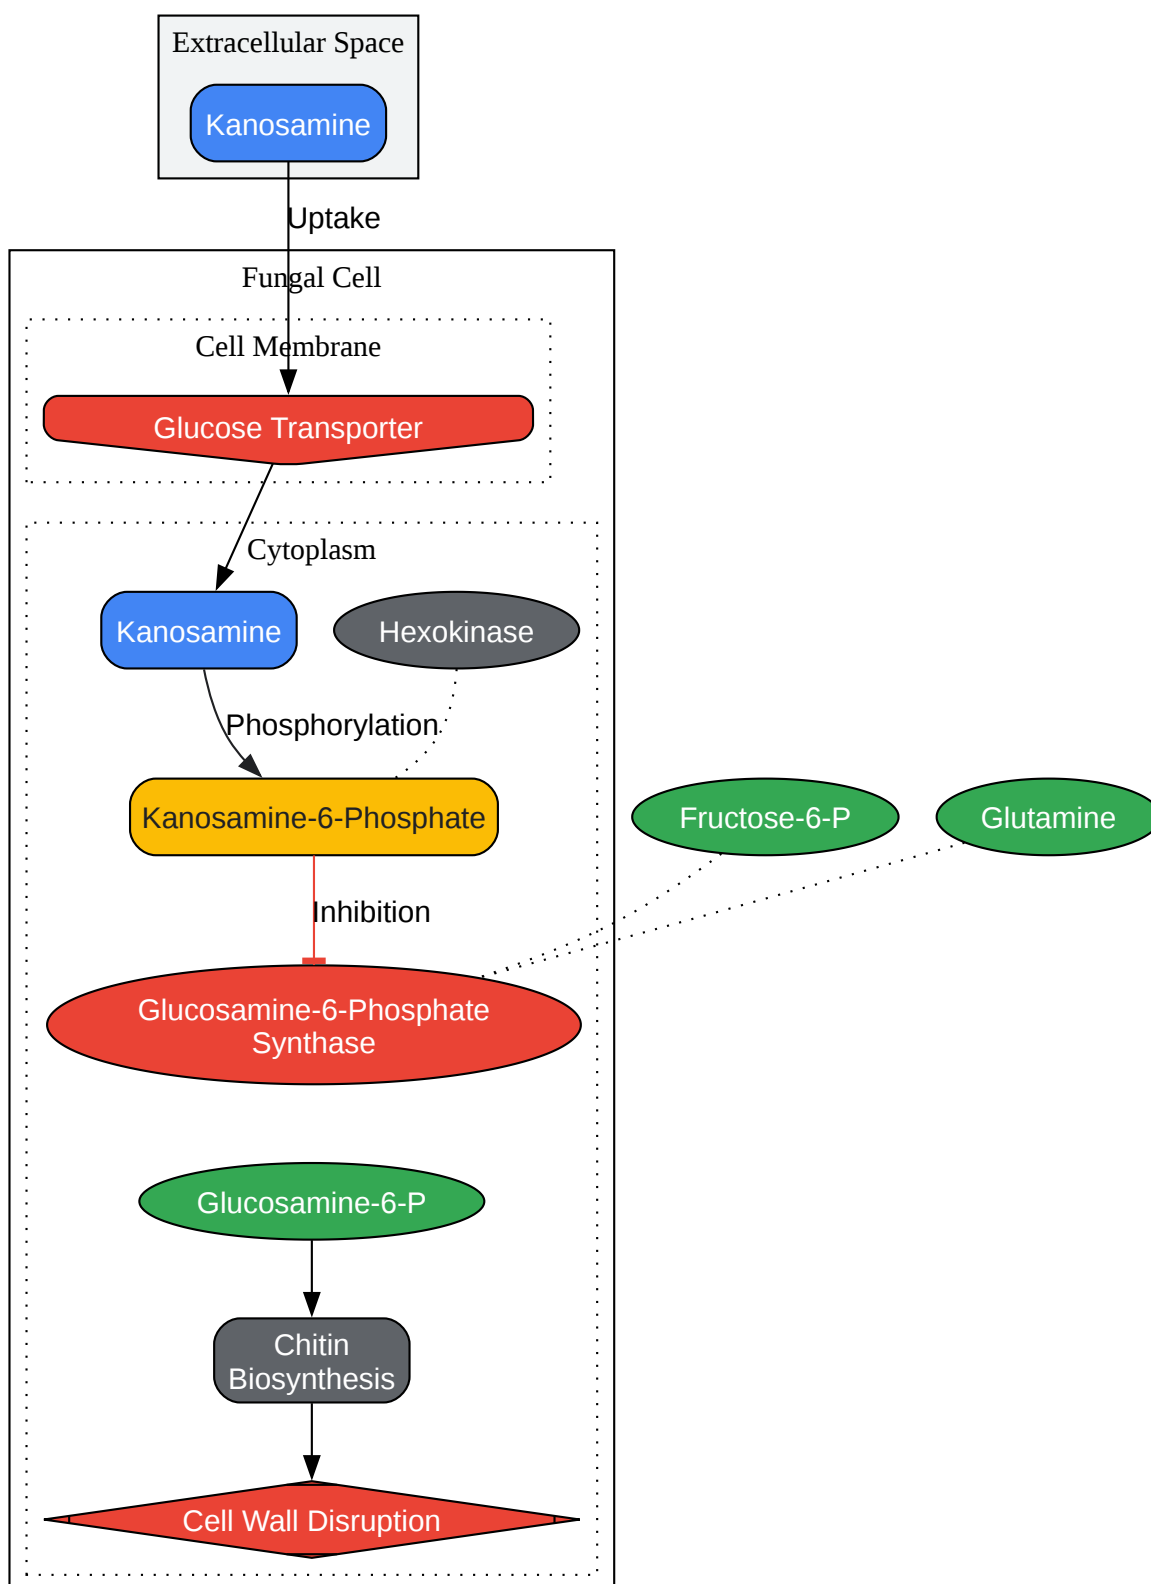 Extracellular Space
Kanosamine
Uptake
Fungal Cell
Cell Membrane
Glucose Transporter
Cytoplasm
Kanosamine
Hexokinase
Phosphorylation
Kanosamine-6-Phosphate
Fructose-6-P
Glutamine
Inhibition
Glucosamine-6-Phosphate
Synthase
Glucosamine-6-P
Chitin
Biosynthesis
Cell Wall Disruption